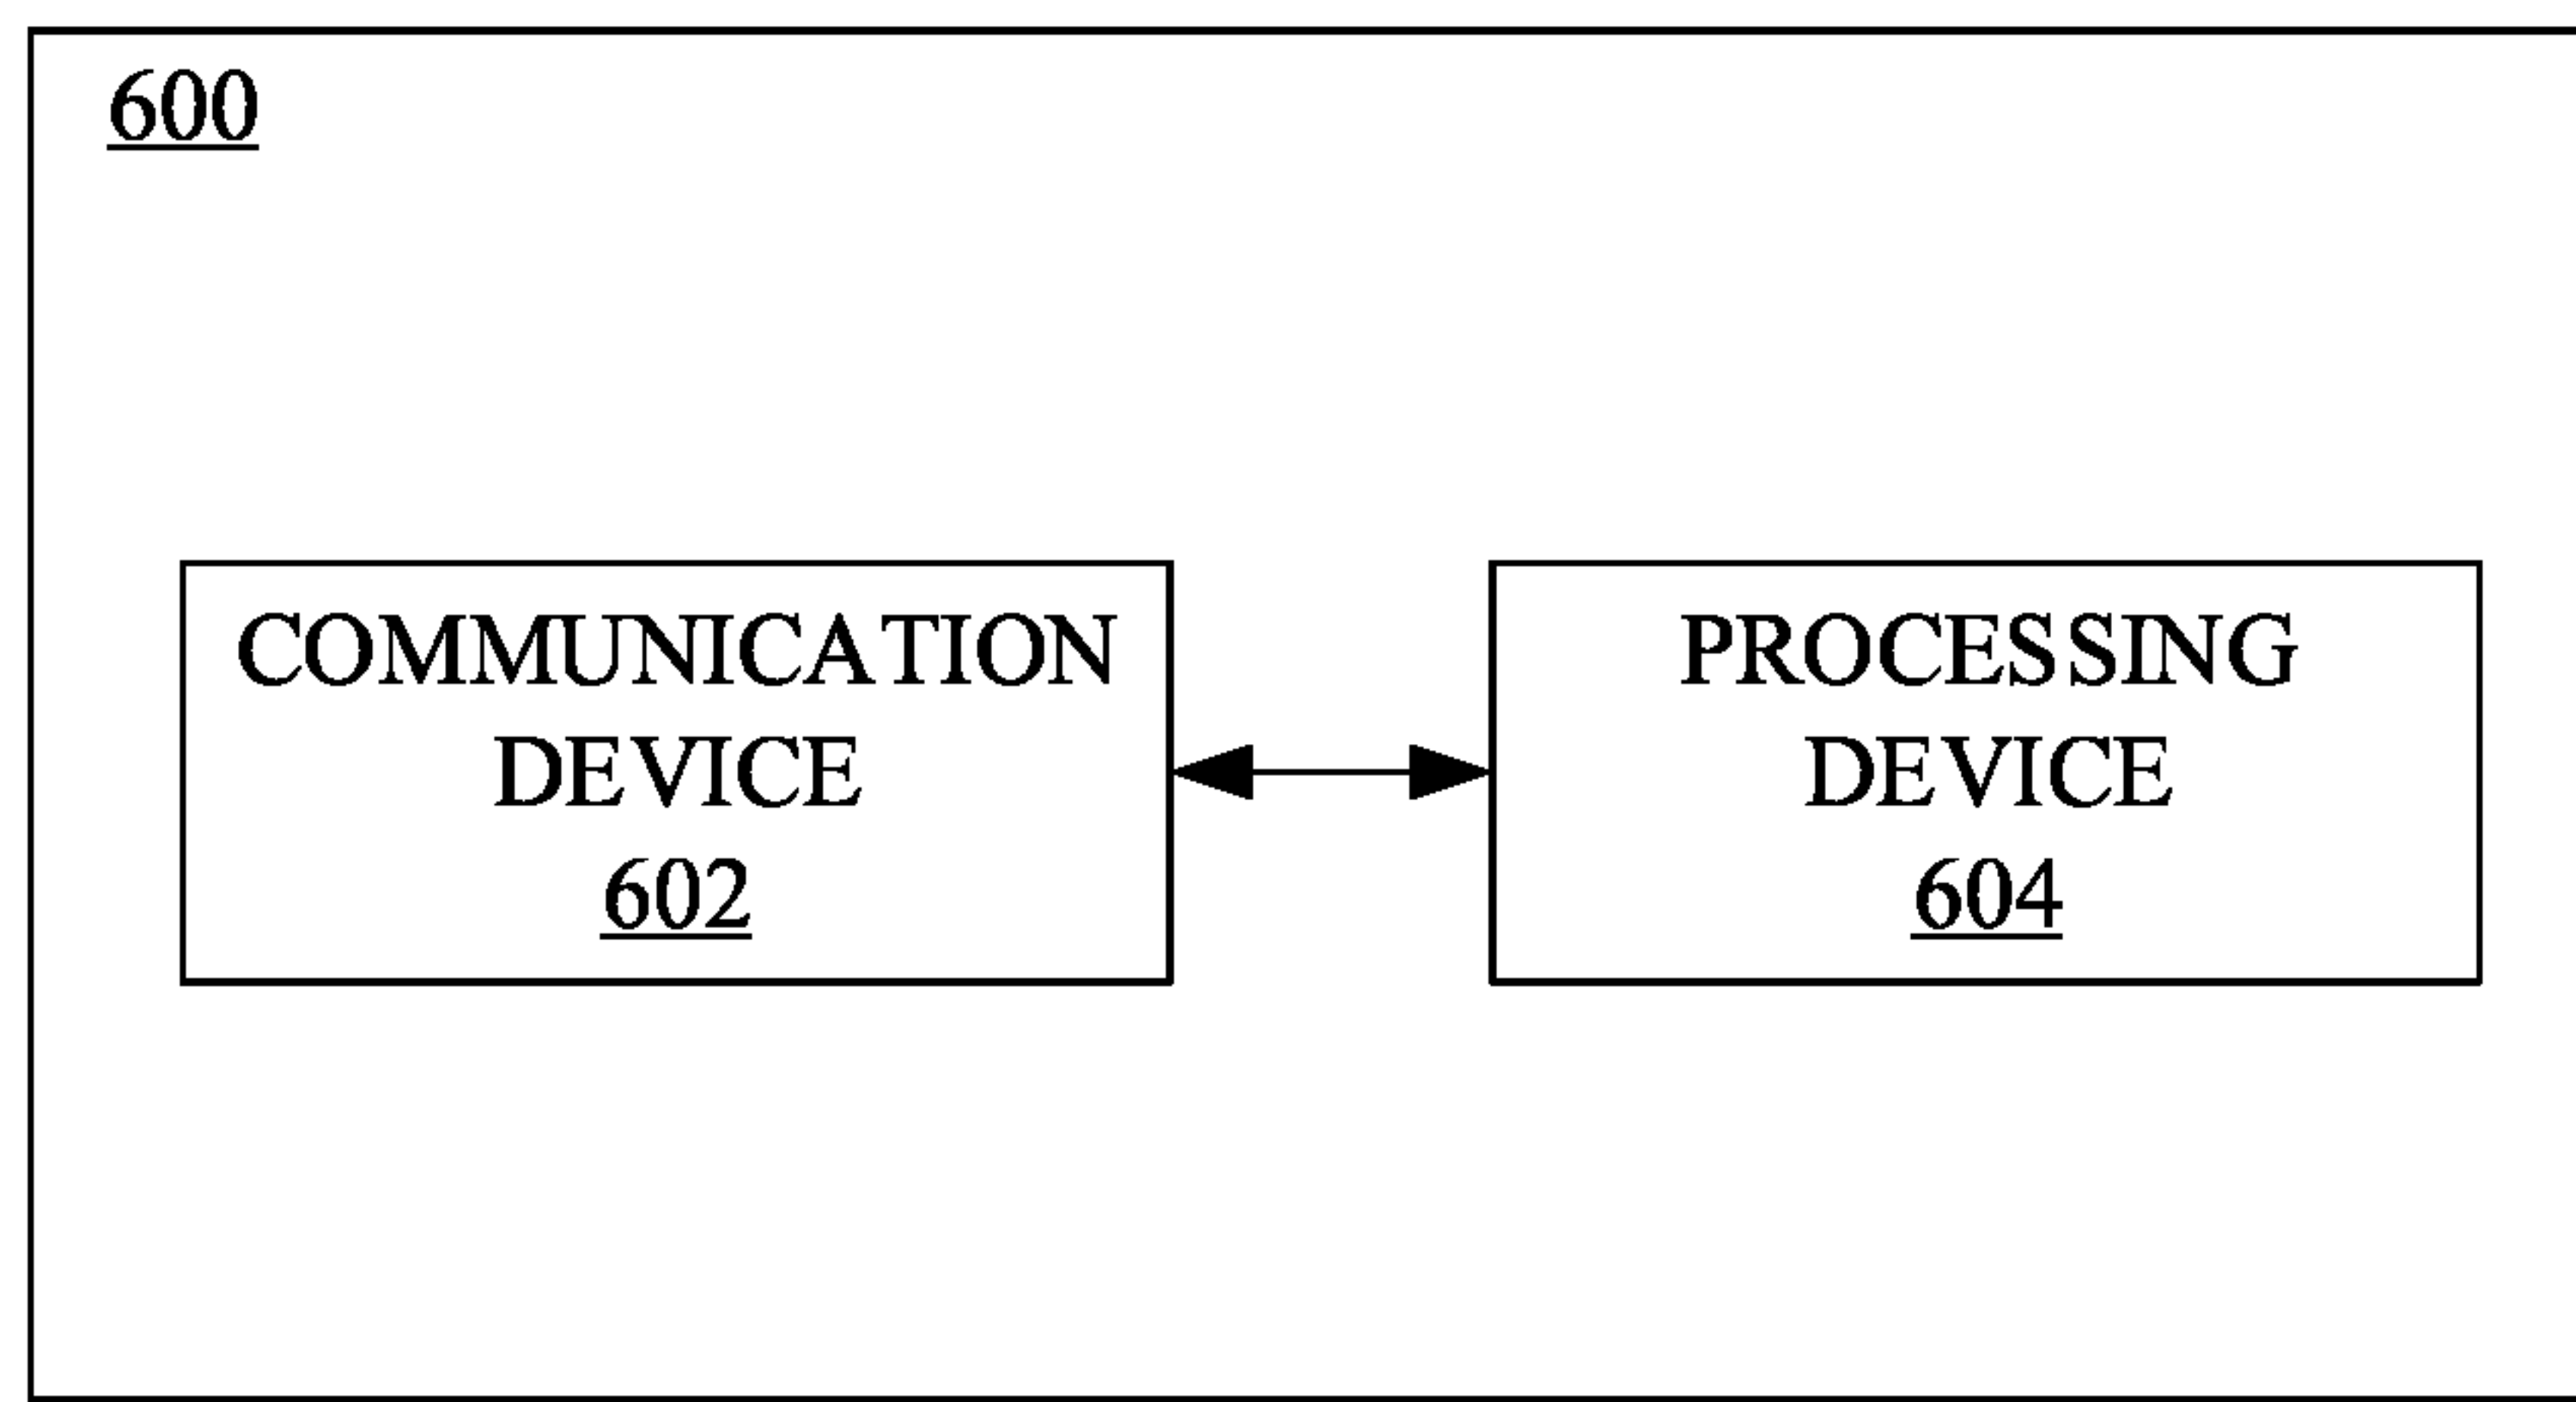 600
COMMUNICATION
DEVICE
602
PROCESSING
DEVICE
604